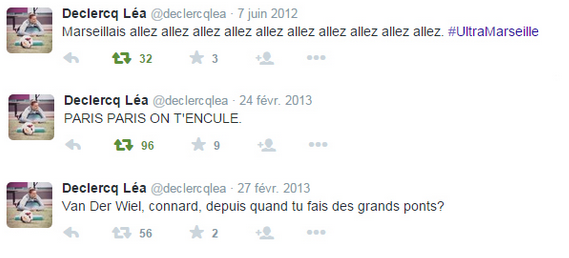 Declercq Léa @declercqlea · 7 juin 2012
Marseillais allez allez allez allez allez allez allez allez allez allez. #UltraMarseille
32 3
Declercq Léa @declercqlea · 24 févr. 2013
PARIS PARIS ON T'ENCULE.
96 9
Declercq Léa @declercqlea · 27 févr. 2013
Van Der Wiel, connard, depuis quand tu fais des grands ponts?
56 2